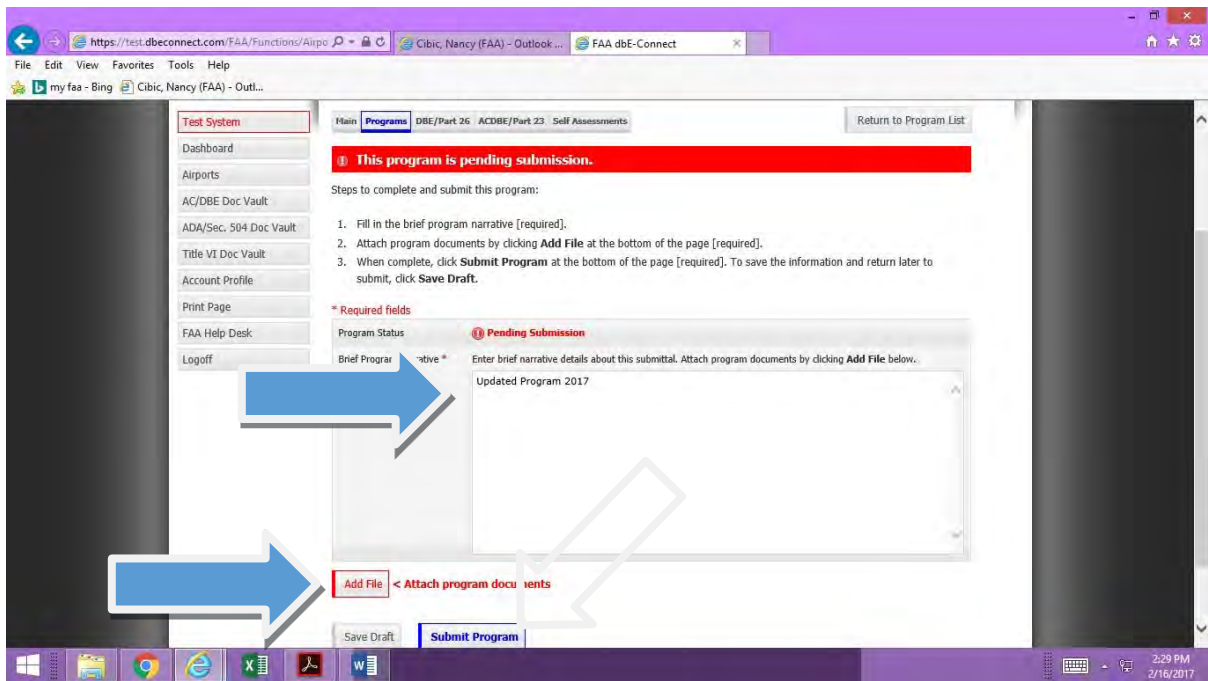 https://test.dbeconnect.com/FAA/Functions/Airpo
Cibic, Nancy (FAA) - Outlook ...
FAA dbE-Connect
File Edit View Favorites Tools Help
my faa - Bing
Cibic, Nancy (FAA) - Outl...
Test System
Dashboard
Airports
AC/DBE Doc Vault
ADA/Sec. 504 Doc Vault
Title VI Doc Vault
Account Profile
Print Page
FAA Help Desk
Logoff
Main Programs DBE/Part 26 ACDBE/Part 23 Self Assessments
Return to Program List
This program is pending submission.
Steps to complete and submit this program:
1. Fill in the brief program narrative [required].
2. Attach program documents by clicking Add File at the bottom of the page [required].
3. When complete, click Submit Program at the bottom of the page [required]. To save the information and return later to
submit, click Save Draft.
* Required fields
Program Status
Pending Submission
Brief *
Enter brief narrative details about this submittal. Attach program documents by clicking Add File below.
Updated Program 2017
Add File < Attach program
Save Draft
Submit Program
2:29 PM
2/16/2017